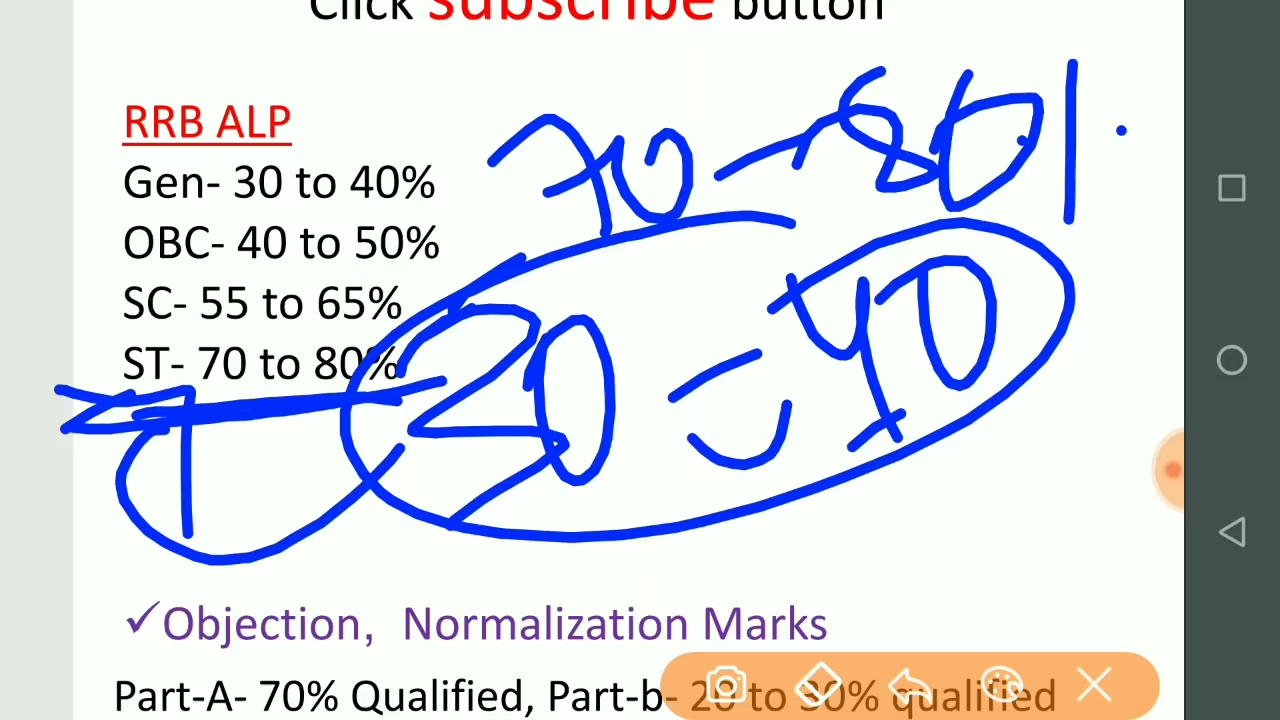 Click subscribe button
RRB ALP
Gen- 30 to 40%
70-80%
OBC- 40 to 50%
SC- 55 to 65%
20 = 40
ST- 70 to 80%
✓Objection, Normalization Marks
Part-A- 70% Qualified, Part-b- 20 to 30% qualified